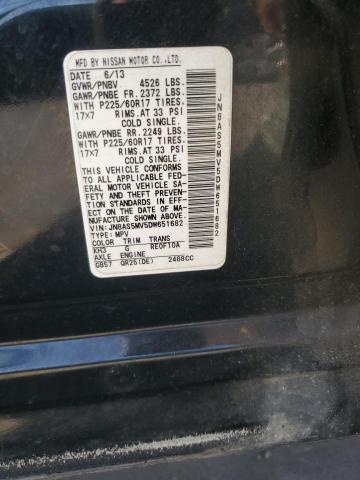 MFD BY NISSAN MOTOR CO.,LTD.
DATE 6/13
GVWR/PNBV 4526 LBS.
GAWR/PNBE FR. 2372 LBS.
WITH P225/60R17 TIRES,
17X7 RIMS. AT 33 PSI
COLD SINGLE.
GAWR/PNBE RR. 2249 LBS.
WITH P225/60R17 TIRES,
17X7 RIMS. AT 33 PSI
COLD SINGLE.
THIS VEHICLE CONFORMS
TO ALL APPLICABLE FED-
ERAL MOTOR VEHICLE SA-
FETY AND THEFT PREVEN-
TION STANDARDS IN EFF-
ECT ON THE DATE OF MA-
NUFACTURE SHOWN ABOVE.
VIN: JN8AS5MV5DW651682
TYPE: MPV
COLOR TRIM TRANS
KH3 G RE0F10A
AXLE ENGINE
GB57 QR25(DE) 2488CC
JN8AS5MV5DW651682